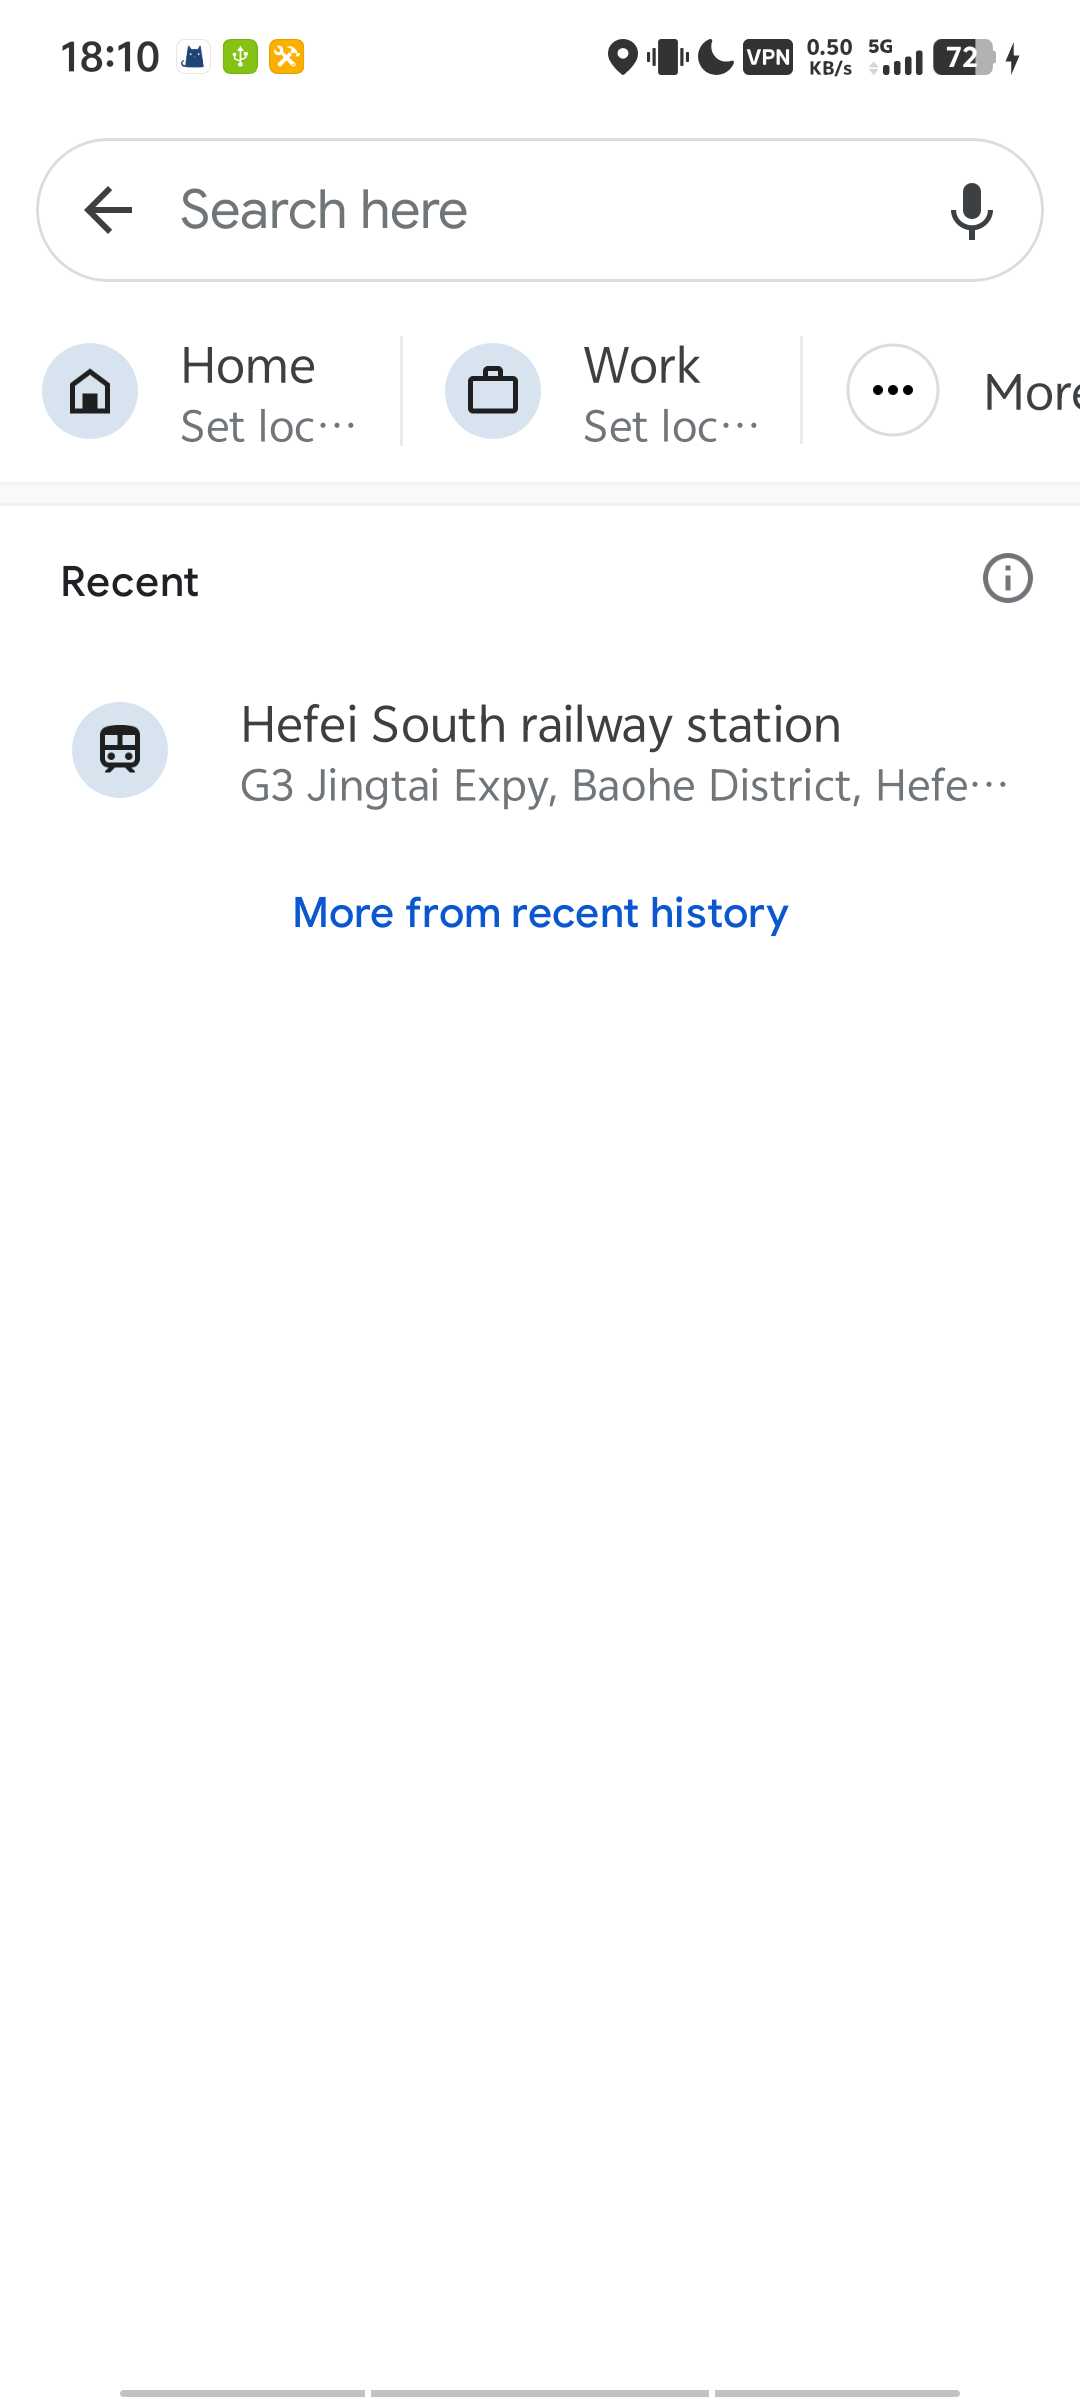 18:10
VPN 0.50 KB/s 5G 72
Search here
Home
Set loc···
Work
Set loc···
More
Recent
Hefei South railway station
G3 Jingtai Expy, Baohe District, Hefe···
More from recent history